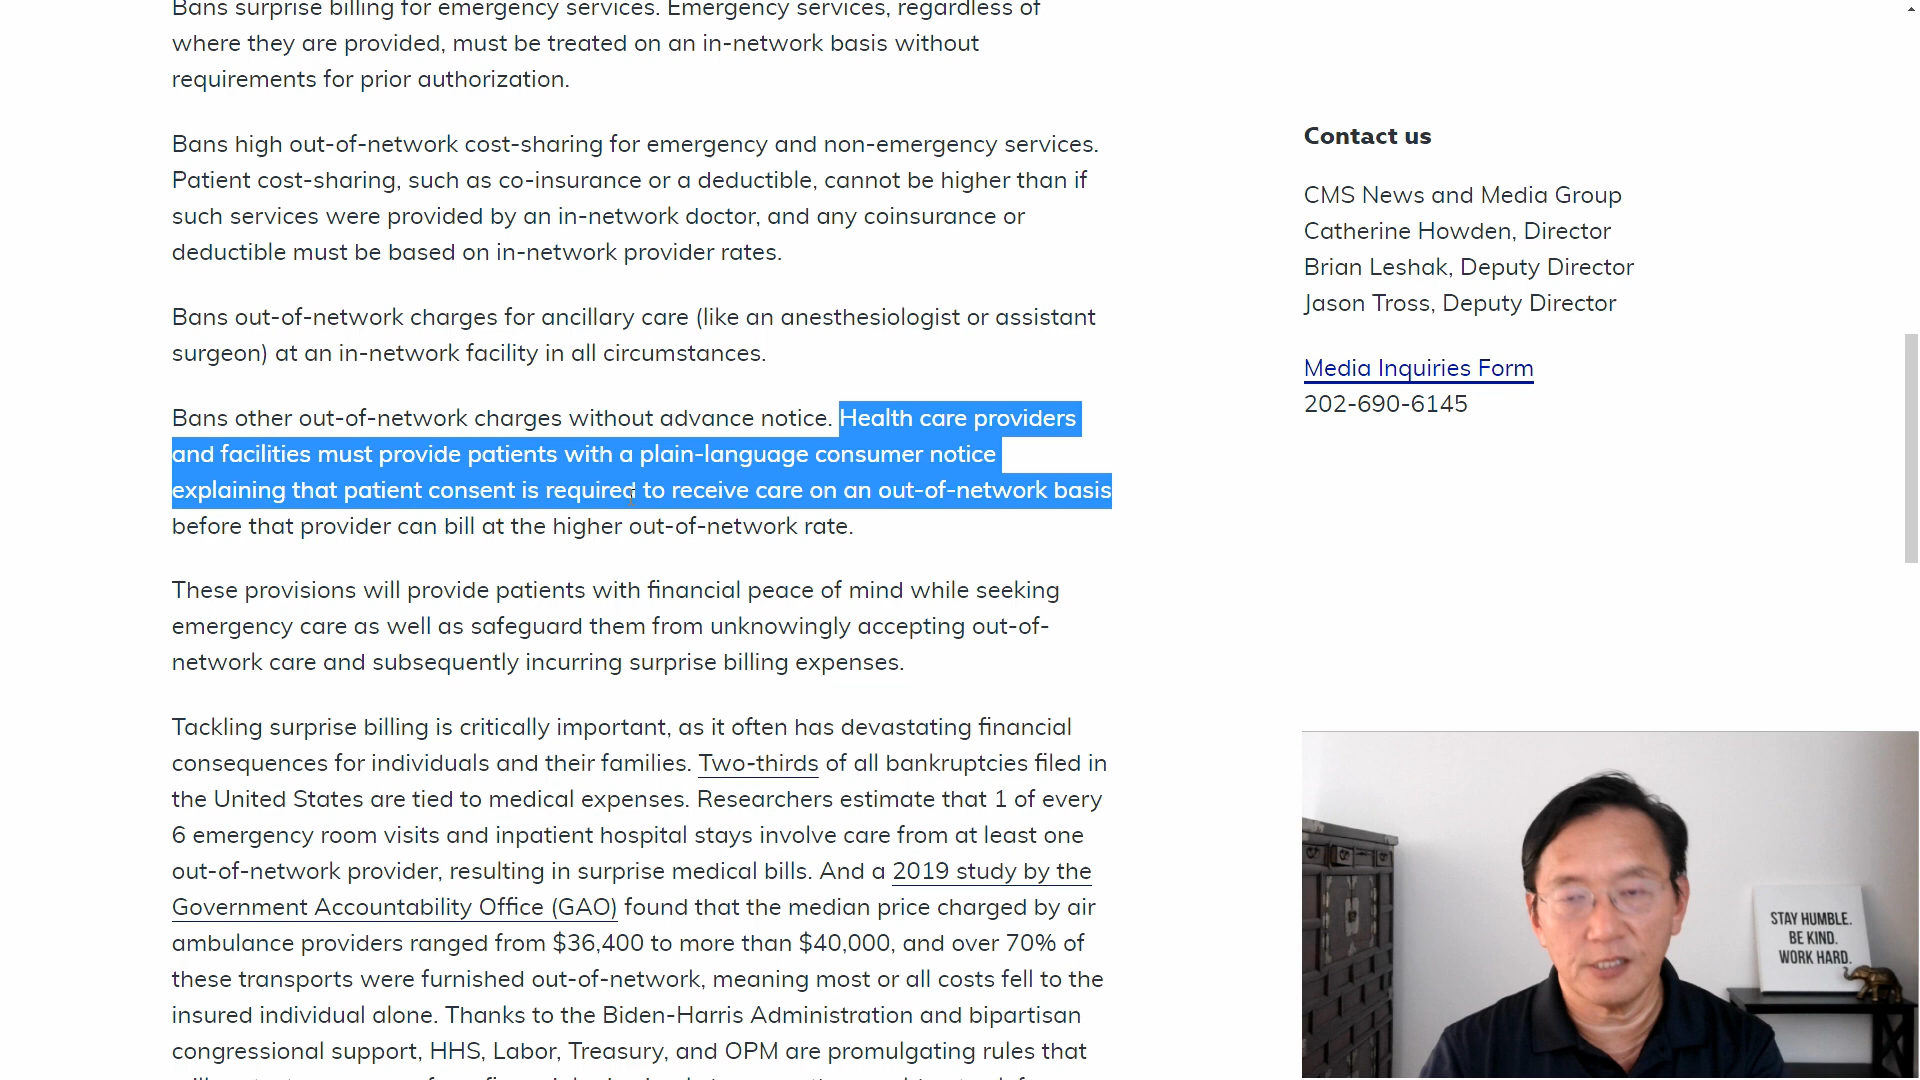 Bans surprise billing for emergency services. Emergency services, regardless of
where they are provided, must be treated on an in-network basis without
requirements for prior authorization.
Bans high out-of-network cost-sharing for emergency and non-emergency services.
Patient cost-sharing, such as co-insurance or a deductible, cannot be higher than if
such services were provided by an in-network doctor, and any coinsurance or
deductible must be based on in-network provider rates.
Bans out-of-network charges for ancillary care (like an anesthesiologist or assistant
surgeon) at an in-network facility in all circumstances.
Bans other out-of-network charges without advance notice. Health care providers
and facilities must provide patients with a plain-language consumer notice
explaining that patient consent is required to receive care on an out-of-network basis
before that provider can bill at the higher out-of-network rate.
These provisions will provide patients with financial peace of mind while seeking
emergency care as well as safeguard them from unknowingly accepting out-of-
network care and subsequently incurring surprise billing expenses.
Tackling surprise billing is critically important, as it often has devastating financial
consequences for individuals and their families. Two-thirds of all bankruptcies filed in
the United States are tied to medical expenses. Researchers estimate that 1 of every
6 emergency room visits and inpatient hospital stays involve care from at least one
out-of-network provider, resulting in surprise medical bills. And a 2019 study by the
Government Accountability Office (GAO) found that the median price charged by air
ambulance providers ranged from $36,400 to more than $40,000, and over 70% of
these transports were furnished out-of-network, meaning most or all costs fell to the
insured individual alone. Thanks to the Biden-Harris Administration and bipartisan
congressional support, HHS, Labor, Treasury, and OPM are promulgating rules that
Contact us
CMS News and Media Group
Catherine Howden, Director
Brian Leshak, Deputy Director
Jason Tross, Deputy Director
Media Inquiries Form
202-690-6145
STAY HUMBLE.
BE KIND.
WORK HARD.